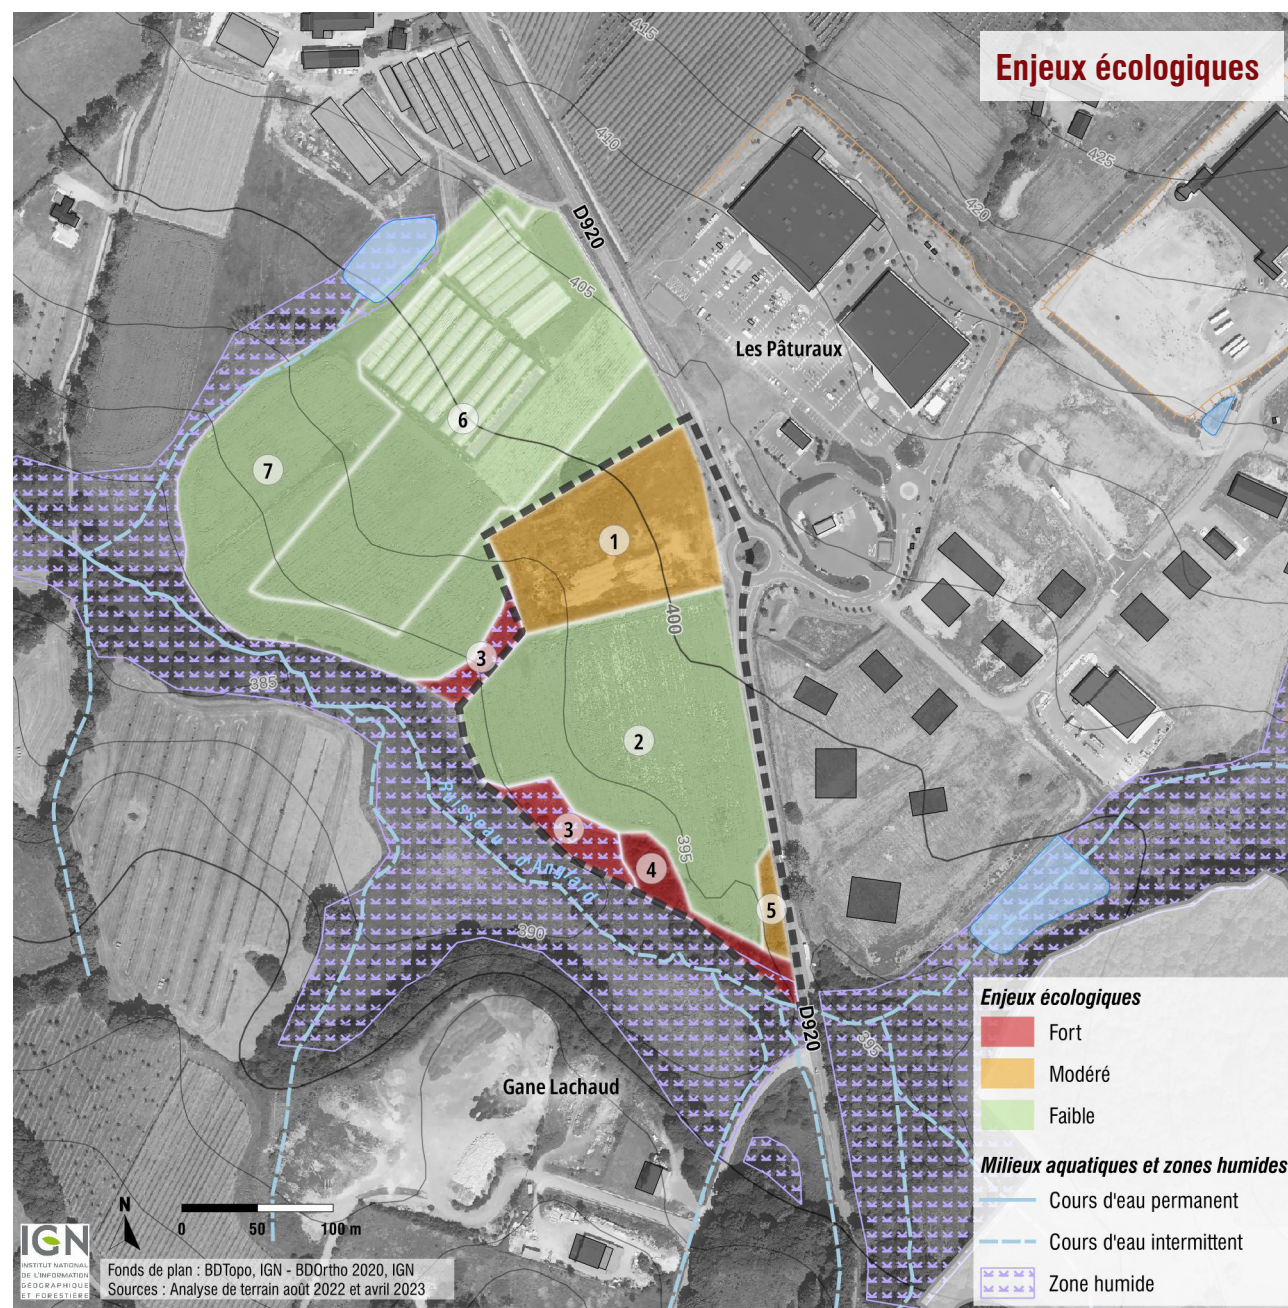 Enjeux écologiques
415
410
425
420
D920
405
Les Pâturaux
6
7
1
400
3
385
2
3
Ruisseau d'Anglard
395
4
5
390
D920
395
Gane Lachaud
Enjeux écologiques
Fort
Modéré
Faible
Milieux aquatiques et zones humides
Cours d'eau permanent
Cours d'eau intermittent
Zone humide
N
0 50 100 m
IGN
INSTITUT NATIONAL
DE L'INFORMATION
GÉOGRAPHIQUE
ET FORESTIÈRE
Fonds de plan : BDTopo, IGN - BDOrtho 2020, IGN
Sources : Analyse de terrain août 2022 et avril 2023